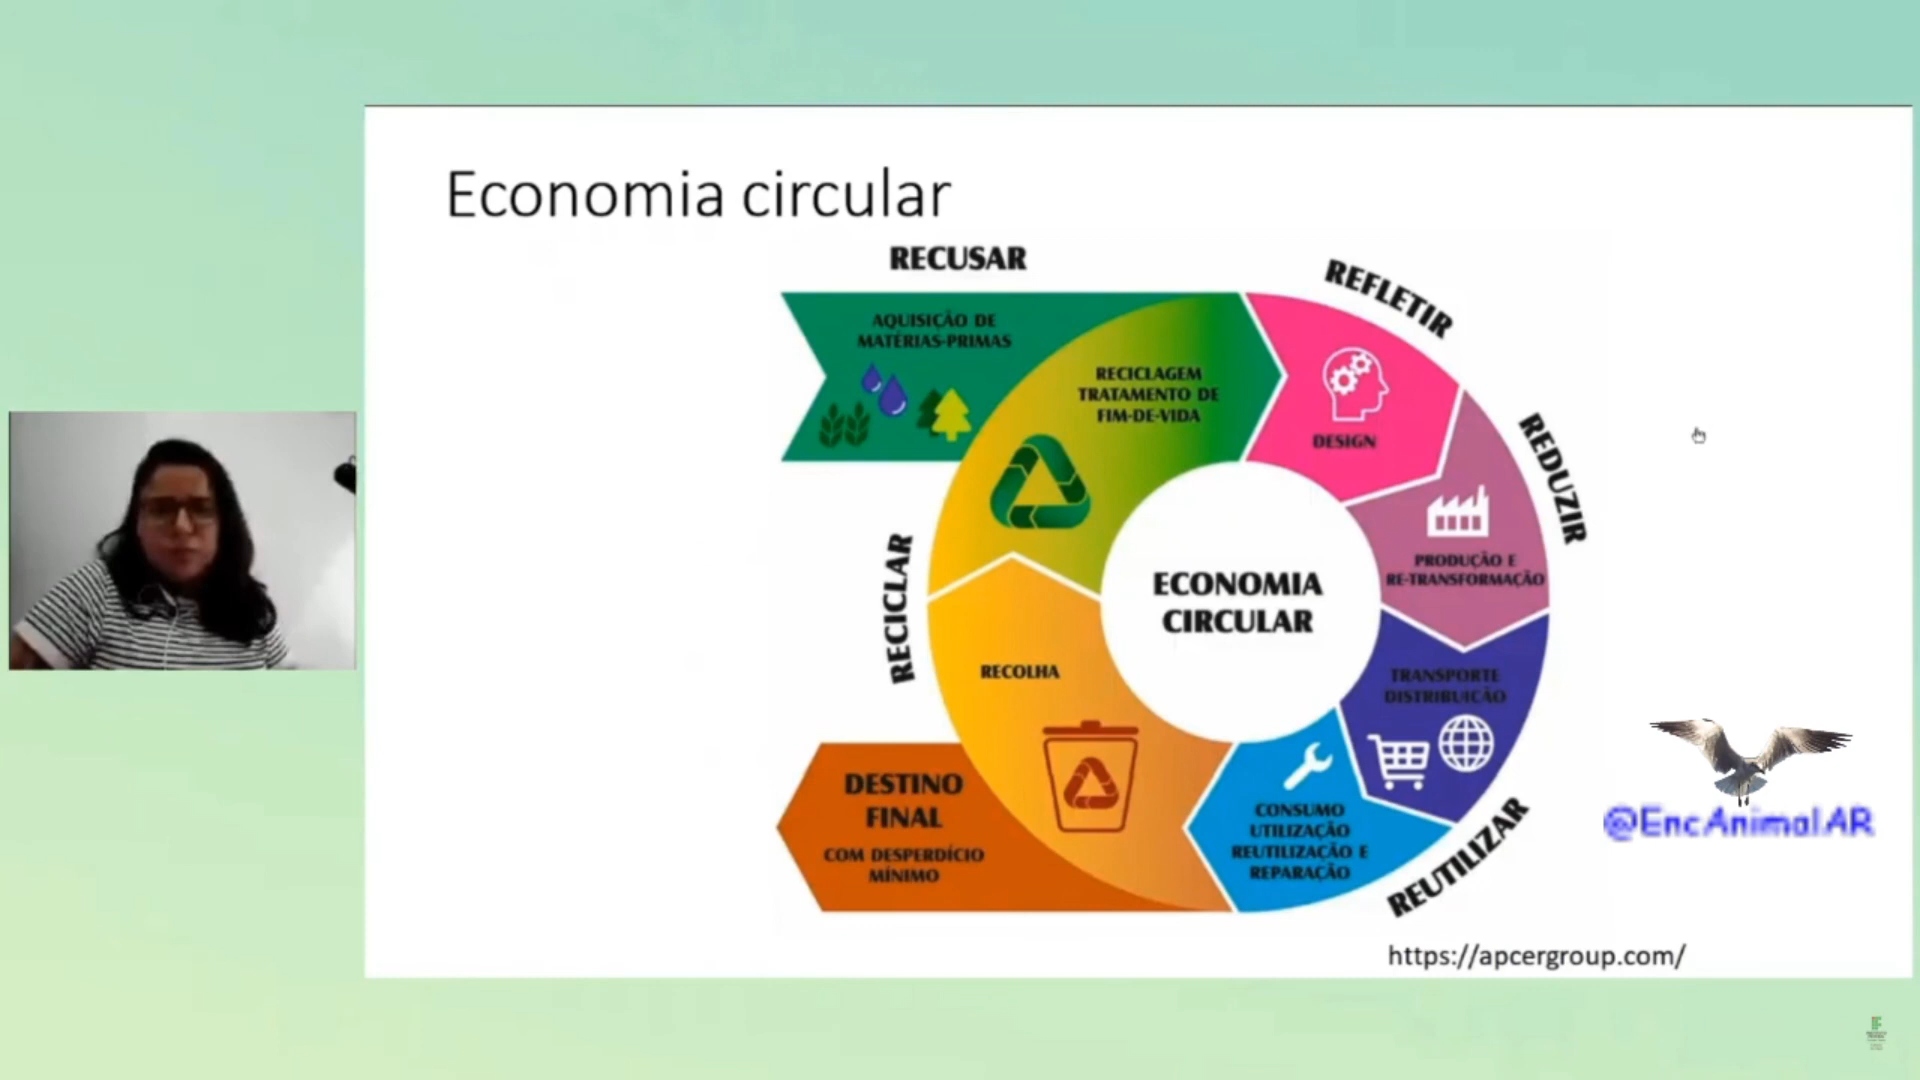 Economia circular
RECUSAR
REFLETIR
REDUZIR
REUTILIZAR
RECICLAR
AQUISIÇÃO DE
MATÉRIAS-PRIMAS
RECICLAGEM
TRATAMENTO DE
FIM-DE-VIDA
DESIGN
PRODUÇÃO E
RE-TRANSFORMAÇÃO
ECONOMIA
CIRCULAR
TRANSPORTE
DISTRIBUIÇÃO
RECOLHA
CONSUMO
UTILIZAÇÃO
REUTILIZAÇÃO E
REPARAÇÃO
DESTINO
FINAL
COM DESPERDÍCIO
MÍNIMO
@EncAnimalAR
https://apcergroup.com/